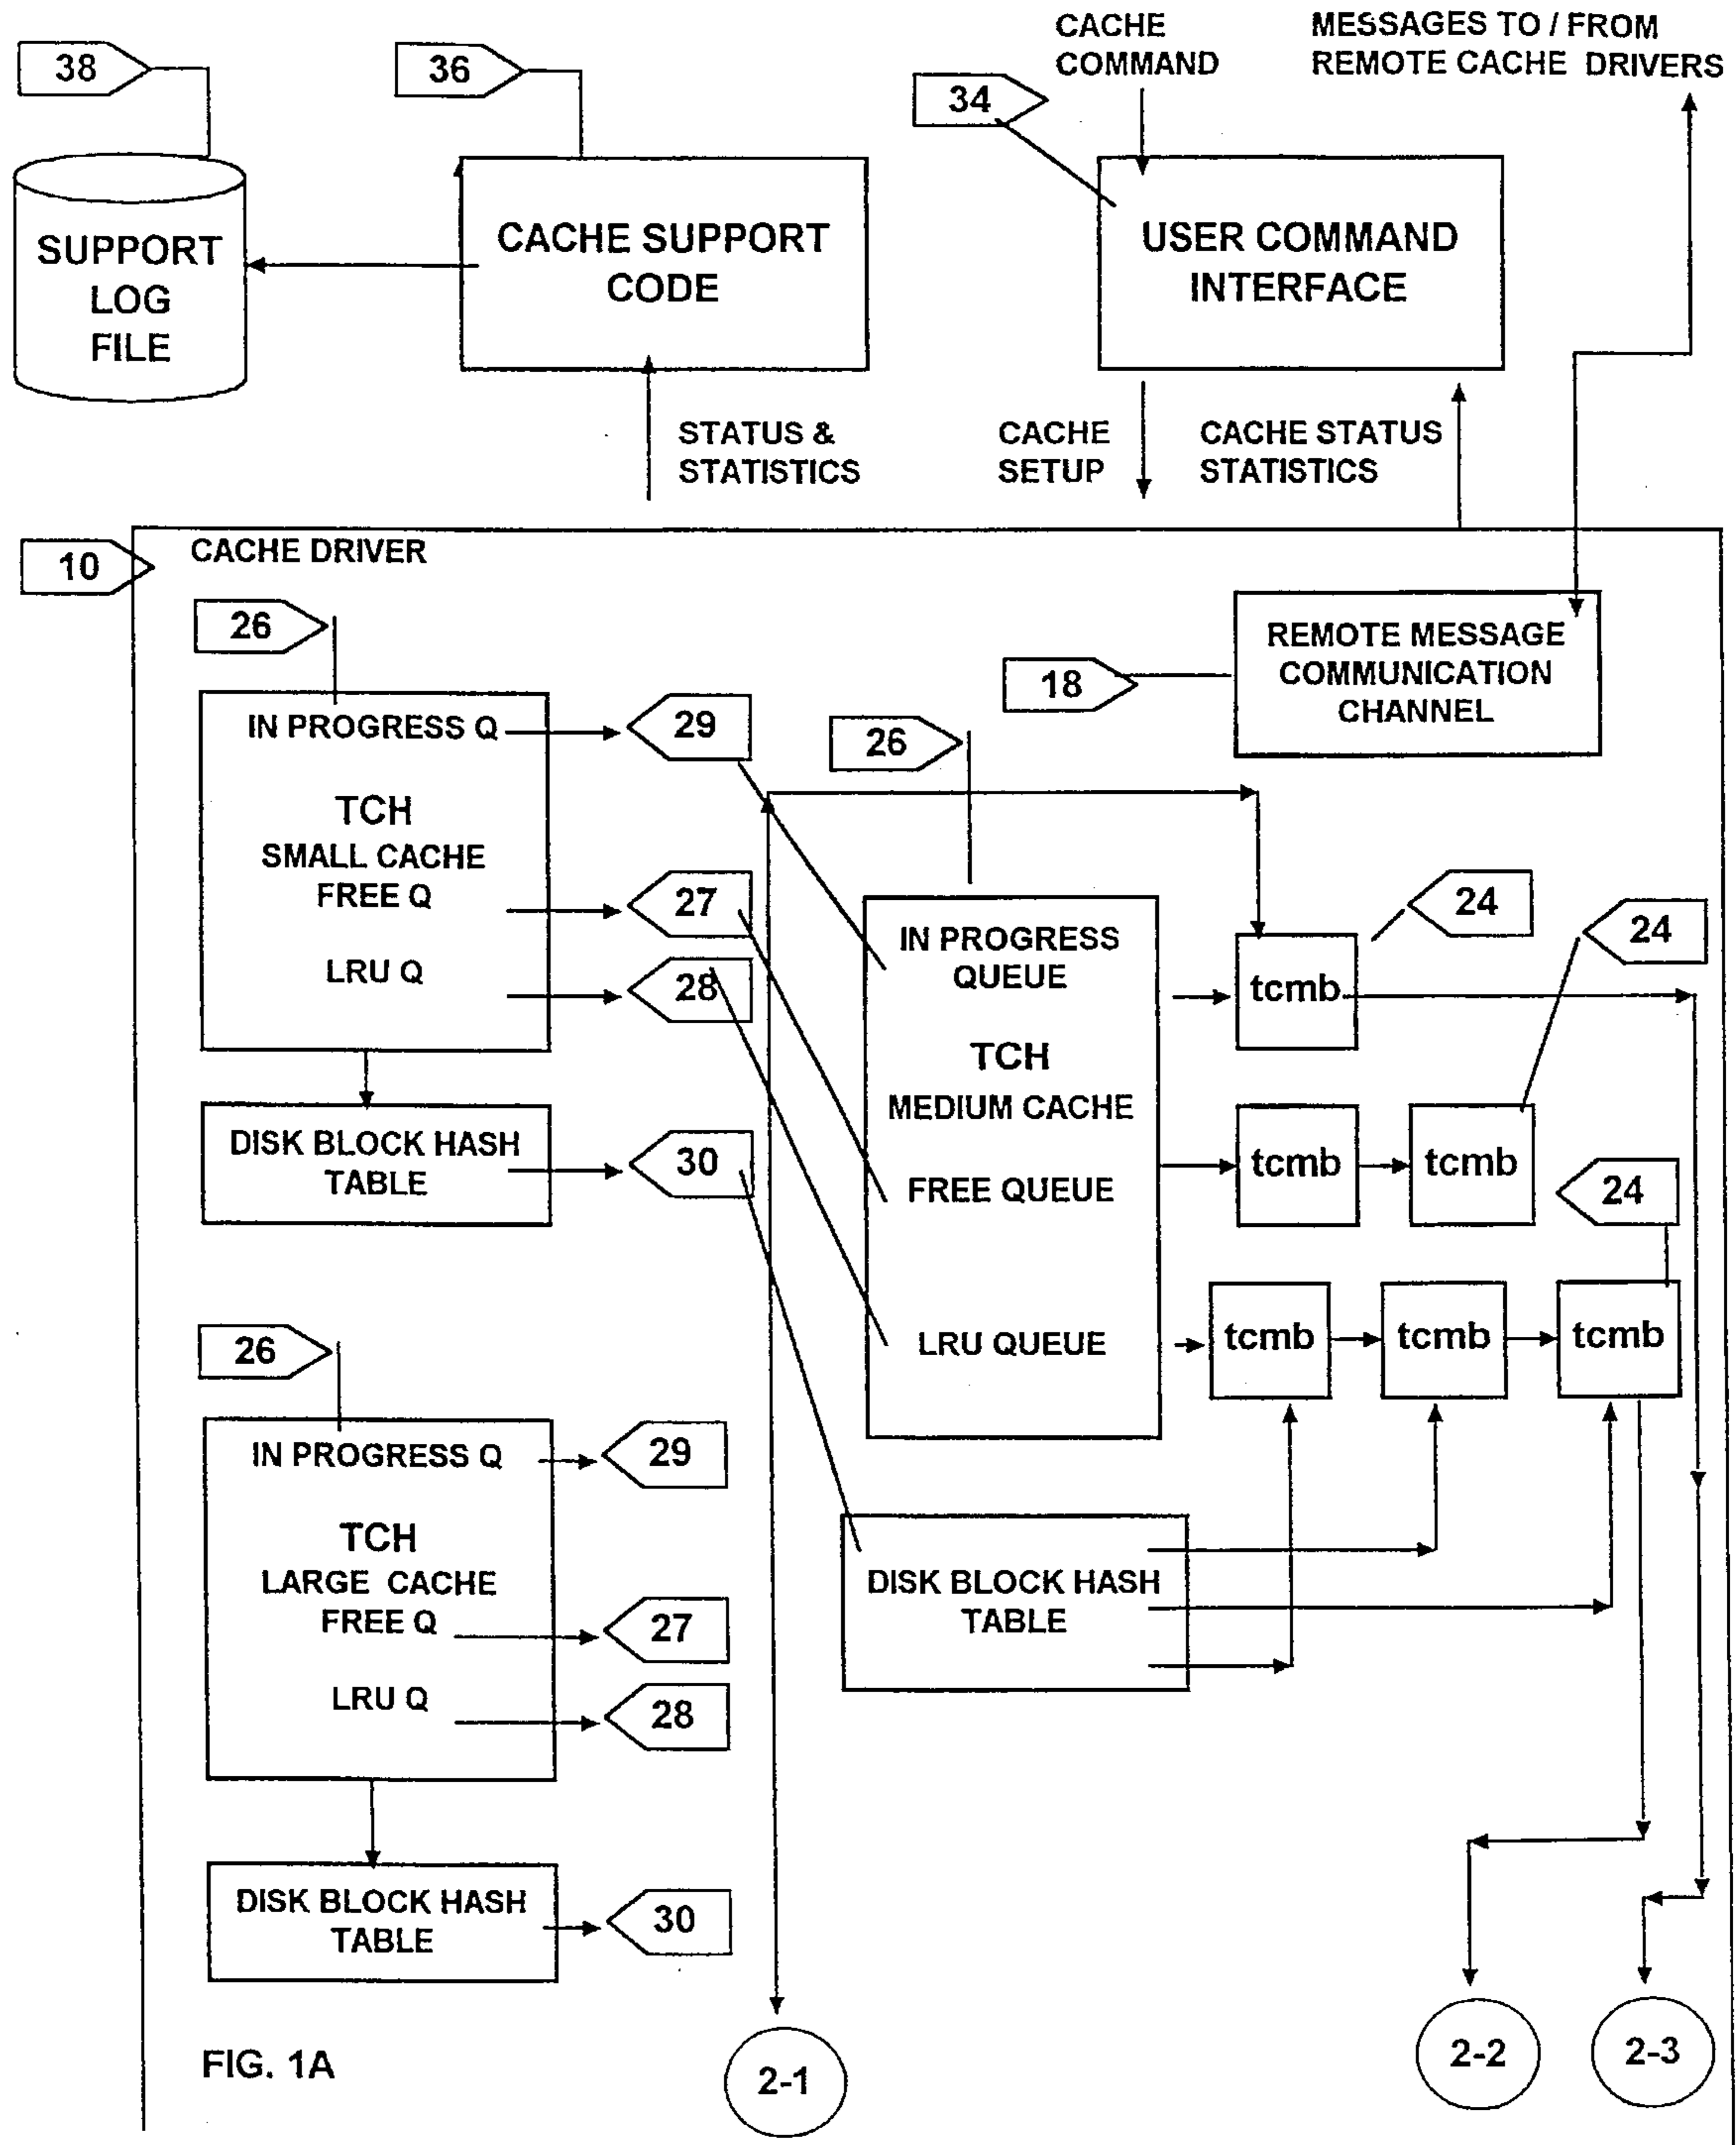 CACHE
COMMAND
MESSAGES TO / FROM
REMOTE CACHE DRIVERS
38
36
34
SUPPORT
LOG
FILE
CACHE SUPPORT
CODE
USER COMMAND
INTERFACE
STATUS &
STATISTICS
CACHE
SETUP
CACHE STATUS
STATISTICS
10
CACHE DRIVER
26
IN PROGRESS Q
TCH
SMALL CACHE
FREE Q
LRU Q
29
27
28
DISK BLOCK HASH
TABLE
30
18
REMOTE MESSAGE
COMMUNICATION
CHANNEL
26
IN PROGRESS
QUEUE
TCH
MEDIUM CACHE
FREE QUEUE
LRU QUEUE
24
24
tcmb
tcmb
tcmb
24
tcmb
tcmb
tcmb
26
IN PROGRESS Q
TCH
LARGE CACHE
FREE Q
LRU Q
29
27
28
DISK BLOCK HASH
TABLE
DISK BLOCK HASH
TABLE
30
FIG. 1A
2-1
2-2
2-3